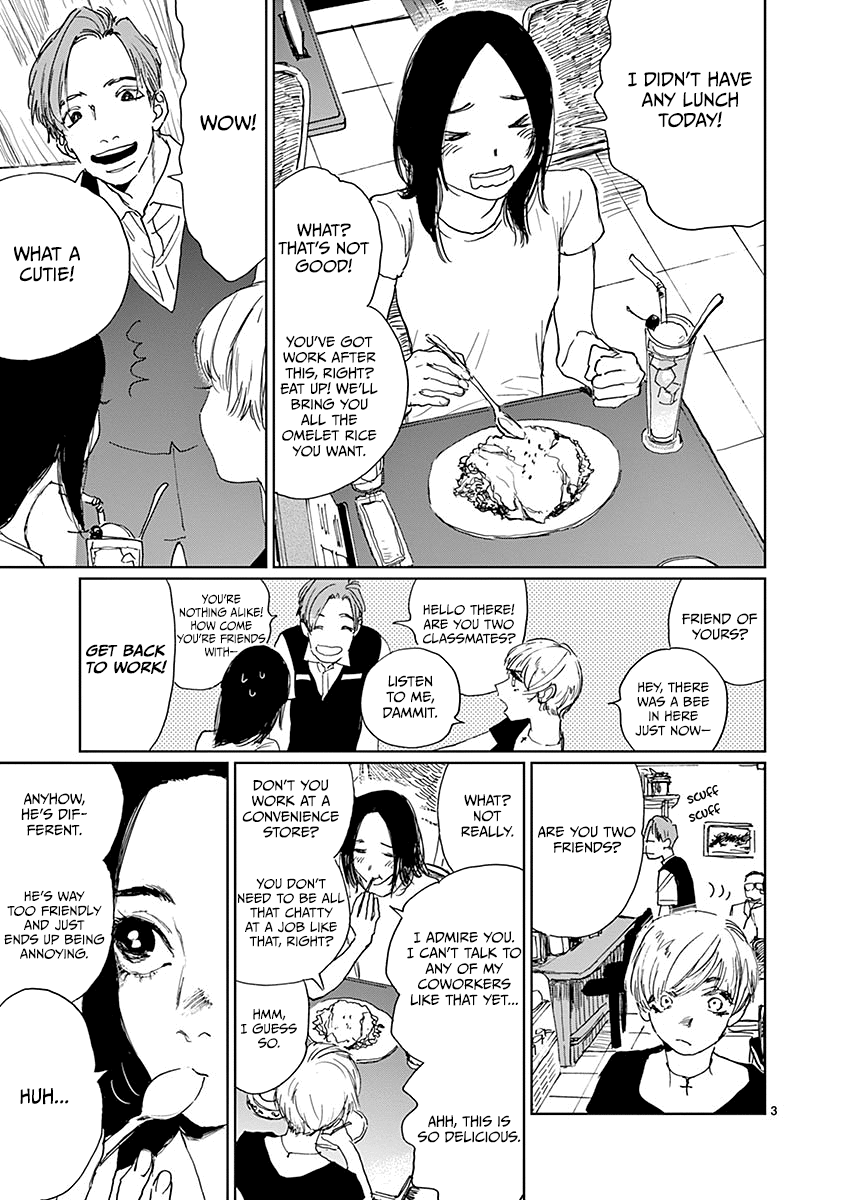 I DIDN'T HAVE
ANY LUNCH
TODAY!
WHAT?
THAT'S NOT
GOOD!
YOU'VE GOT
WORK AFTER
THIS, RIGHT?
EAT UP! WE'LL
BRING YOU
ALL THE
OMELET RICE
YOU WANT.
WOW!
WHAT A
CUTIE!
FRIEND OF
YOURS?
HEY, THERE
WAS A BEE
IN HERE
JUST NOW—
HELLO THERE!
ARE YOU TWO
CLASSMATES?
LISTEN
TO ME,
DAMMIT.
YOU'RE
NOTHING ALIKE!
HOW COME
YOU'RE FRIENDS
WITH—
GET BACK
TO WORK!
SCUFF
SCUFF
ARE YOU TWO
FRIENDS?
WHAT?
NOT
REALLY.
I ADMIRE YOU.
I CAN'T TALK TO
ANY OF MY
COWORKERS
LIKE THAT YET...
AHH, THIS IS
SO DELICIOUS.
DON'T YOU
WORK AT A
CONVENIENCE
STORE?
YOU DON'T
NEED TO BE ALL
THAT CHATTY
AT A JOB LIKE
THAT, RIGHT?
HMM,
I GUESS
SO.
ANYHOW,
HE'S DIF-
FERENT.
HE'S WAY
TOO FRIENDLY
AND JUST
ENDS UP BEING
ANNOYING.
HUH...
3